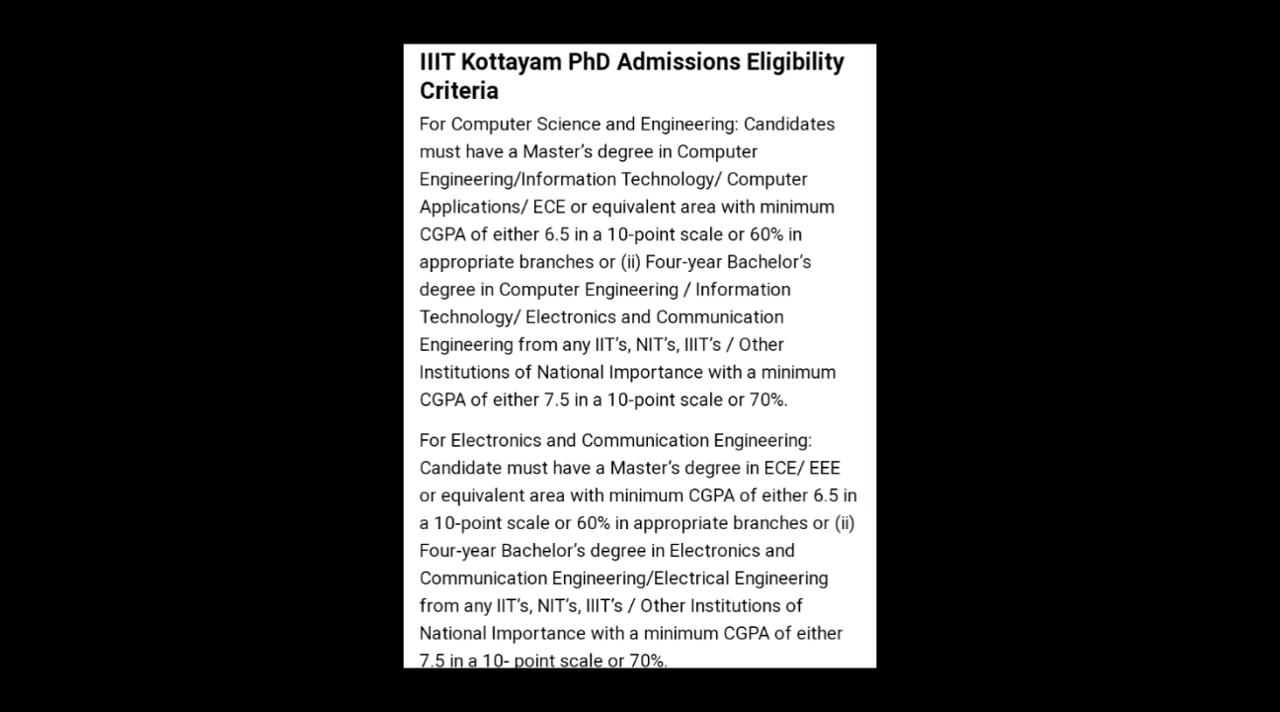 IIIT Kottayam PhD Admissions Eligibility
Criteria
For Computer Science and Engineering: Candidates
must have a Master’s degree in Computer
Engineering/Information Technology/ Computer
Applications/ ECE or equivalent area with minimum
CGPA of either 6.5 in a 10-point scale or 60% in
appropriate branches or (ii) Four-year Bachelor’s
degree in Computer Engineering / Information
Technology/ Electronics and Communication
Engineering from any IIT’s, NIT’s, IIIT’s / Other
Institutions of National Importance with a minimum
CGPA of either 7.5 in a 10-point scale or 70%.
For Electronics and Communication Engineering:
Candidate must have a Master’s degree in ECE/ EEE
or equivalent area with minimum CGPA of either 6.5 in
a 10-point scale or 60% in appropriate branches or (ii)
Four-year Bachelor’s degree in Electronics and
Communication Engineering/Electrical Engineering
from any IIT’s, NIT’s, IIIT’s / Other Institutions of
National Importance with a minimum CGPA of either
7.5 in a 10- point scale or 70%.